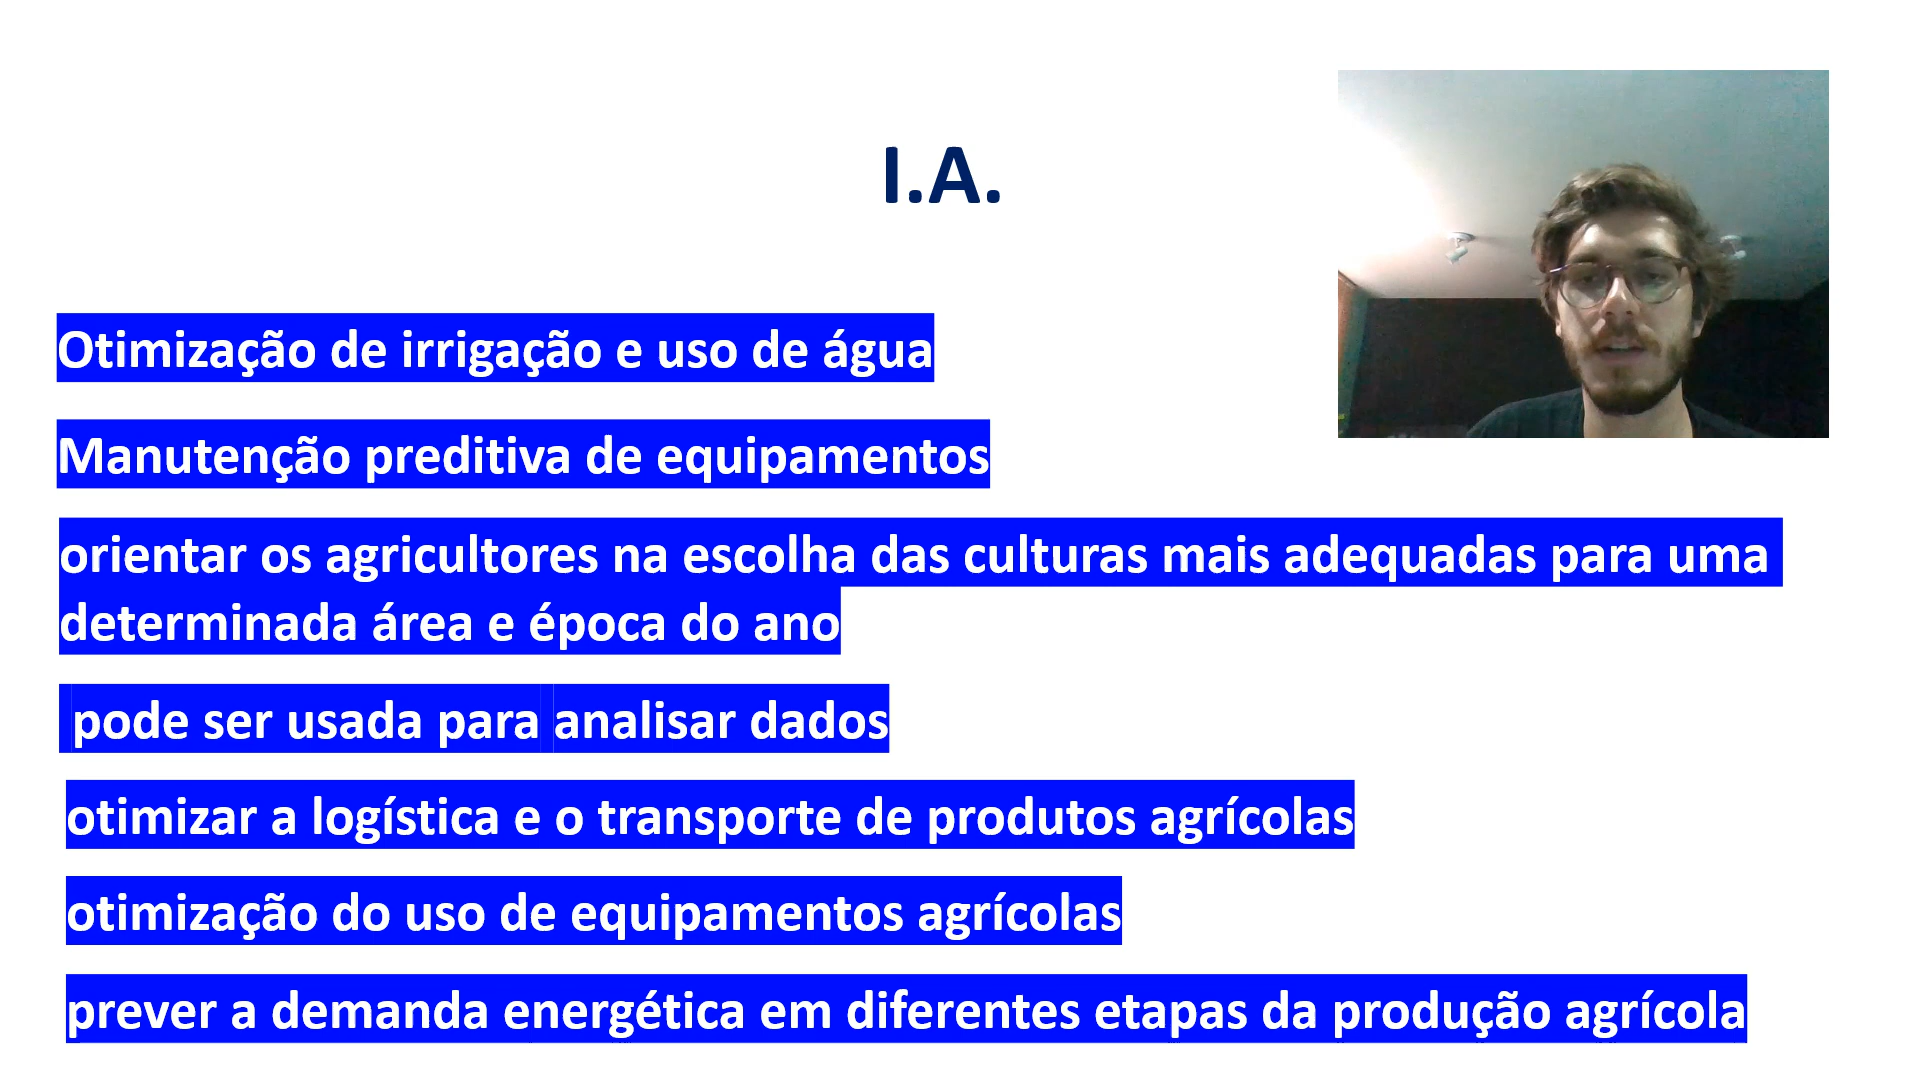 I.A.
Otimização de irrigação e uso de água
Manutenção preditiva de equipamentos
orientar os agricultores na escolha das culturas mais adequadas para uma
determinada área e época do ano
pode ser usada para analisar dados
otimizar a logística e o transporte de produtos agrícolas
otimização do uso de equipamentos agrícolas
prever a demanda energética em diferentes etapas da produção agrícola